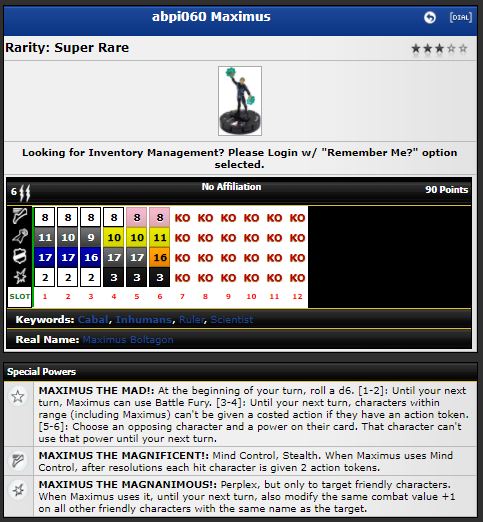 abpi060 Maximus
[DIAL]
Rarity: Super Rare
Looking for Inventory Management? Please Login w/ "Remember Me?" option
selected.
6 No Affiliation 90 Points
8 8 8 8 8 8 KO KO KO KO KO KO
11 10 9 10 10 11 KO KO KO KO KO KO
17 17 16 17 17 16 KO KO KO KO KO KO
2 2 2 3 3 3 KO KO KO KO KO KO
SLOT 1 2 3 4 5 6 7 8 9 10 11 12
Keywords: Cabal, Inhumans, Ruler, Scientist
Real Name: Maximus Boltagon
Special Powers
MAXIMUS THE MAD!: At the beginning of your turn, roll a d6. [1-2]: Until your next
turn, Maximus can use Battle Fury. [3-4]: Until your next turn, characters within
range (including Maximus) can't be given a costed action if they have an action token.
[5-6]: Choose an opposing character and a power on their card. That character can't
use that power until your next turn.
MAXIMUS THE MAGNIFICENT!: Mind Control, Stealth. When Maximus uses Mind
Control, after resolutions each hit character is given 2 action tokens.
MAXIMUS THE MAGNANIMOUS!: Perplex, but only to target friendly characters.
When Maximus uses it, until your next turn, also modify the same combat value +1
on all other friendly characters with the same name as the target.